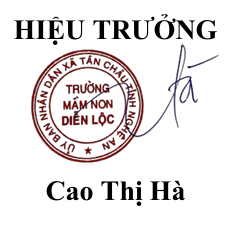 HIỆU TRƯỞNG
ỦY BAN NHÂN DÂN XÃ TÂN CHÂU-TỈNH NGHỆ AN
TRƯỜNG
MẦM NON
DIỄN LỘC
Cao Thị Hà